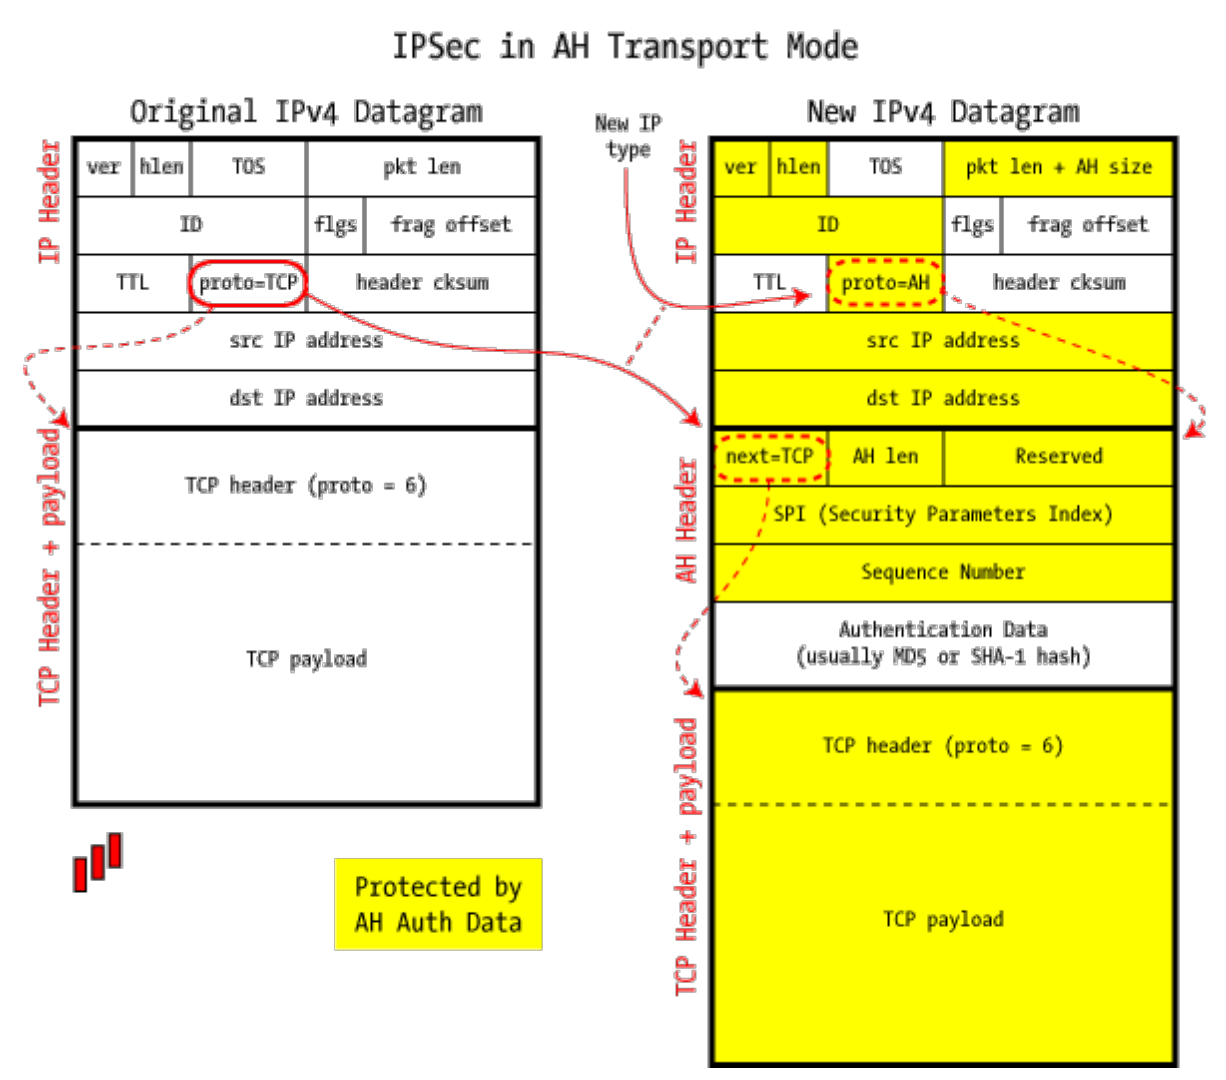 IPSec in AH Transport Mode
Original IPv4 Datagram
IP Header
ver hlen TOS pkt len
ID flgs frag offset
TTL proto=TCP header cksum
src IP address
dst IP address
TCP Header + payload
TCP header (proto = 6)
TCP payload
Protected by
AH Auth Data
New IP
type
New IPv4 Datagram
IP Header
ver hlen TOS pkt len + AH size
ID flgs frag offset
TTL proto=AH header cksum
src IP address
dst IP address
AH Header
next=TCP AH len Reserved
SPI (Security Parameters Index)
Sequence Number
Authentication Data
(usually MD5 or SHA-1 hash)
TCP Header + payload
TCP header (proto = 6)
TCP payload